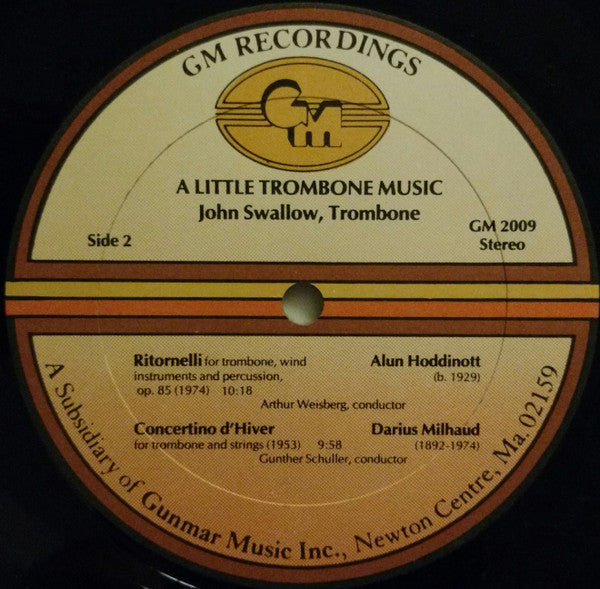 GM RECORDINGS
GM
A LITTLE TROMBONE MUSIC
John Swallow, Trombone
Side 2
GM 2009
Stereo
Ritornelli for trombone, wind Alun Hoddinott
instruments and percussion, (b. 1929)
op. 85 (1974) 10:18
Arthur Weisberg, conductor
Concertino d'Hiver Darius Milhaud
for trombone and strings (1953) 9:58 (1892-1974)
Gunther Schuller, conductor
A Subsidiary of Gunmar Music Inc., Newton Centre, Ma. 02159